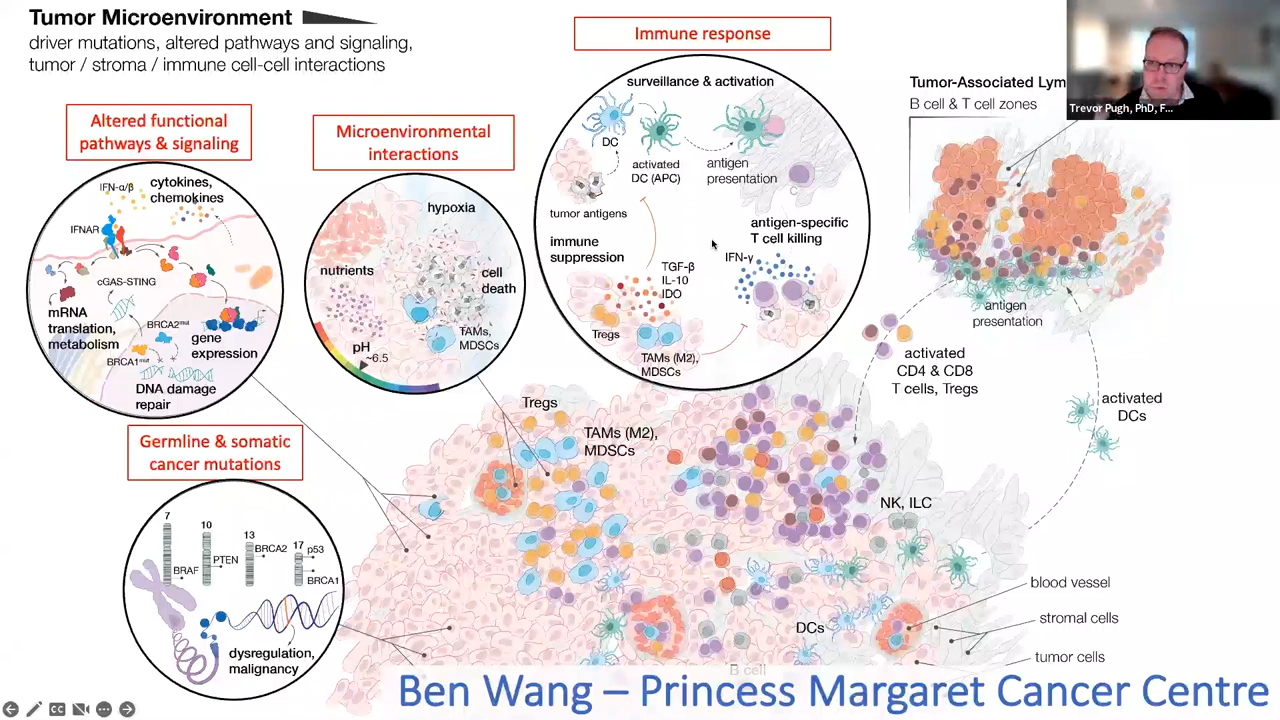 Tumor Microenvironment
driver mutations, altered pathways and signaling,
tumor / stroma / immune cell-cell interactions
Altered functional
pathways & signaling
IFN-α/β
cytokines,
chemokines
IFNAR
cGAS-STING
mRNA
translation,
metabolism
BRCA2mut
BRCA1mut
gene
expression
DNA damage
repair
Microenvironmental
interactions
hypoxia
nutrients
cell
death
pH
~6.5
TAMs,
MDSCs
Immune response
surveillance & activation
DC
activated
DC (APC)
antigen
presentation
tumor antigens
immune
suppression
antigen-specific
T cell killing
TGF-β
IL-10
IDO
IFN-γ
Tregs
TAMs (M2),
MDSCs
Tumor-Associated Lym
B cell & T cell zones
Trevor Pugh, PhD, F...
antigen
presentation
activated
CD4 & CD8
T cells, Tregs
activated
DCs
Germline & somatic
cancer mutations
7
10
13
17
BRAF
PTEN
BRCA2
p53
BRCA1
dysregulation,
malignancy
Tregs
TAMs (M2),
MDSCs
NK, ILC
DCs
blood vessel
stromal cells
tumor cells
B cell
Ben Wang – Princess Margaret Cancer Centre
CC